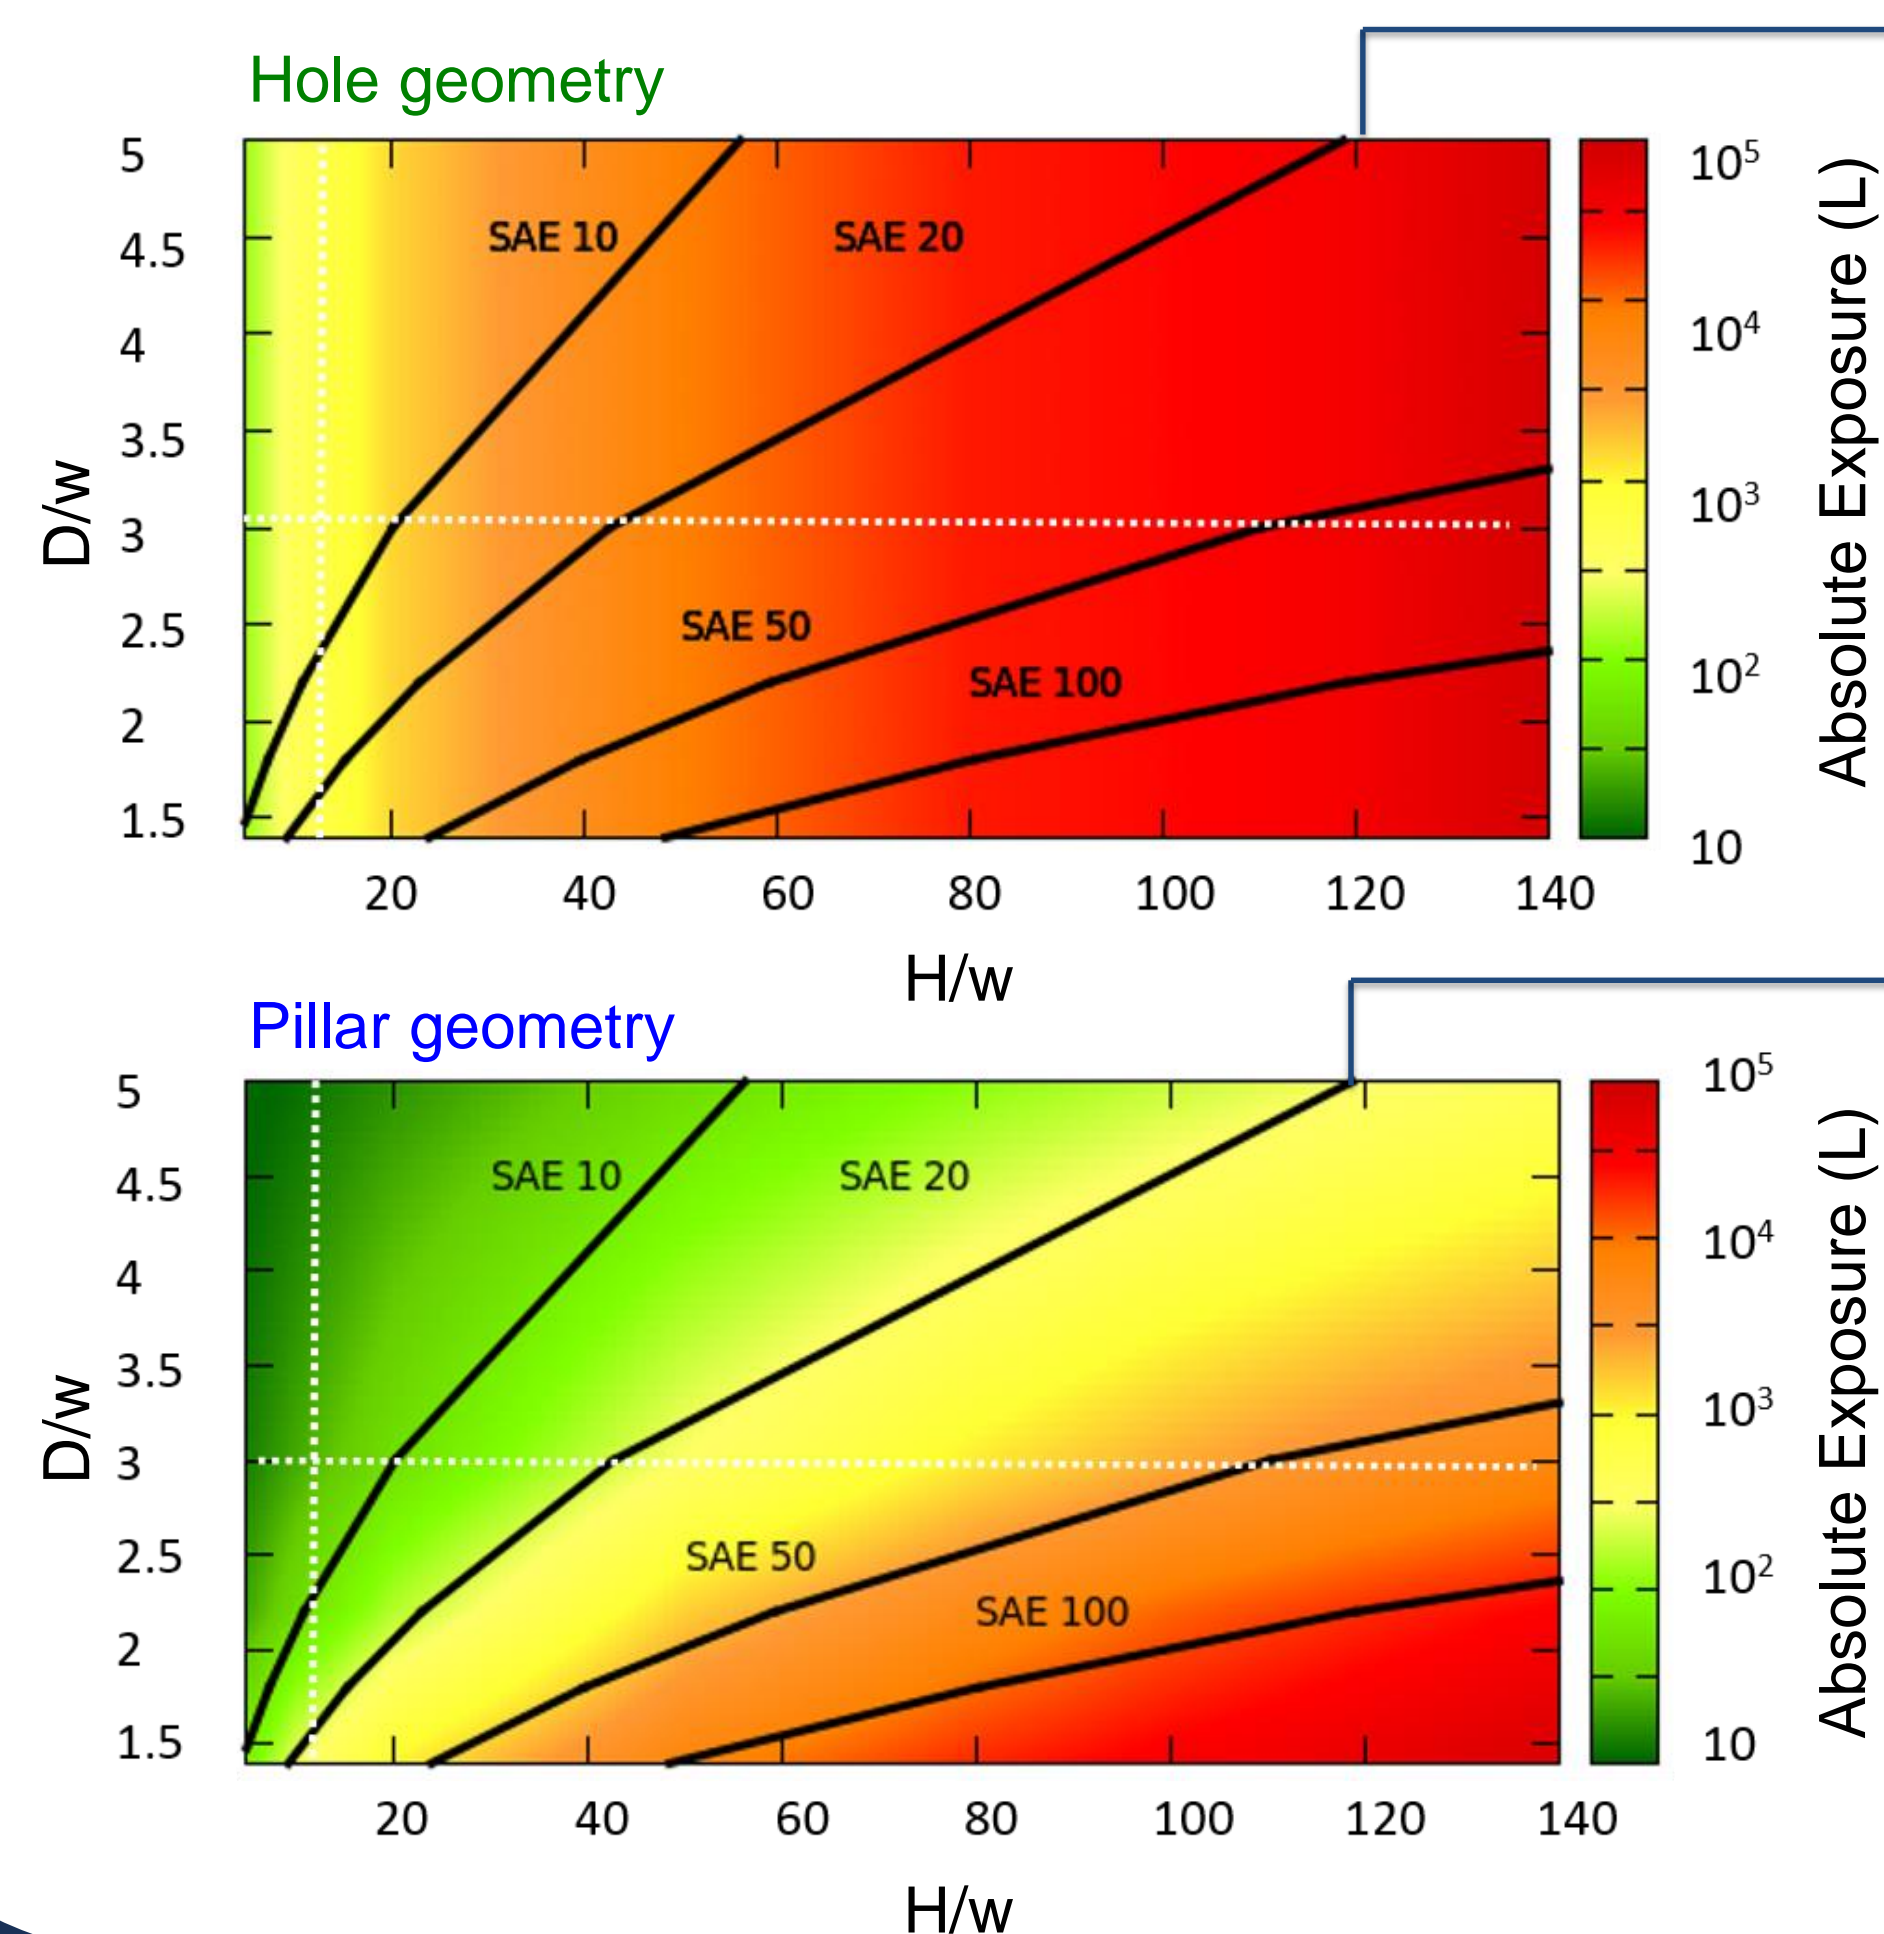 Hole geometry
5
4.5
4
3.5
3
2.5
2
1.5
D/w
SAE 10
SAE 20
SAE 50
SAE 100
20 40 60 80 100 120 140
H/w
10⁵
10⁴
10³
10²
10
Absolute Exposure (L)
Pillar geometry
5
4.5
4
3.5
3
2.5
2
1.5
D/w
SAE 10
SAE 20
SAE 50
SAE 100
20 40 60 80 100 120 140
H/w
10⁵
10⁴
10³
10²
10
Absolute Exposure (L)